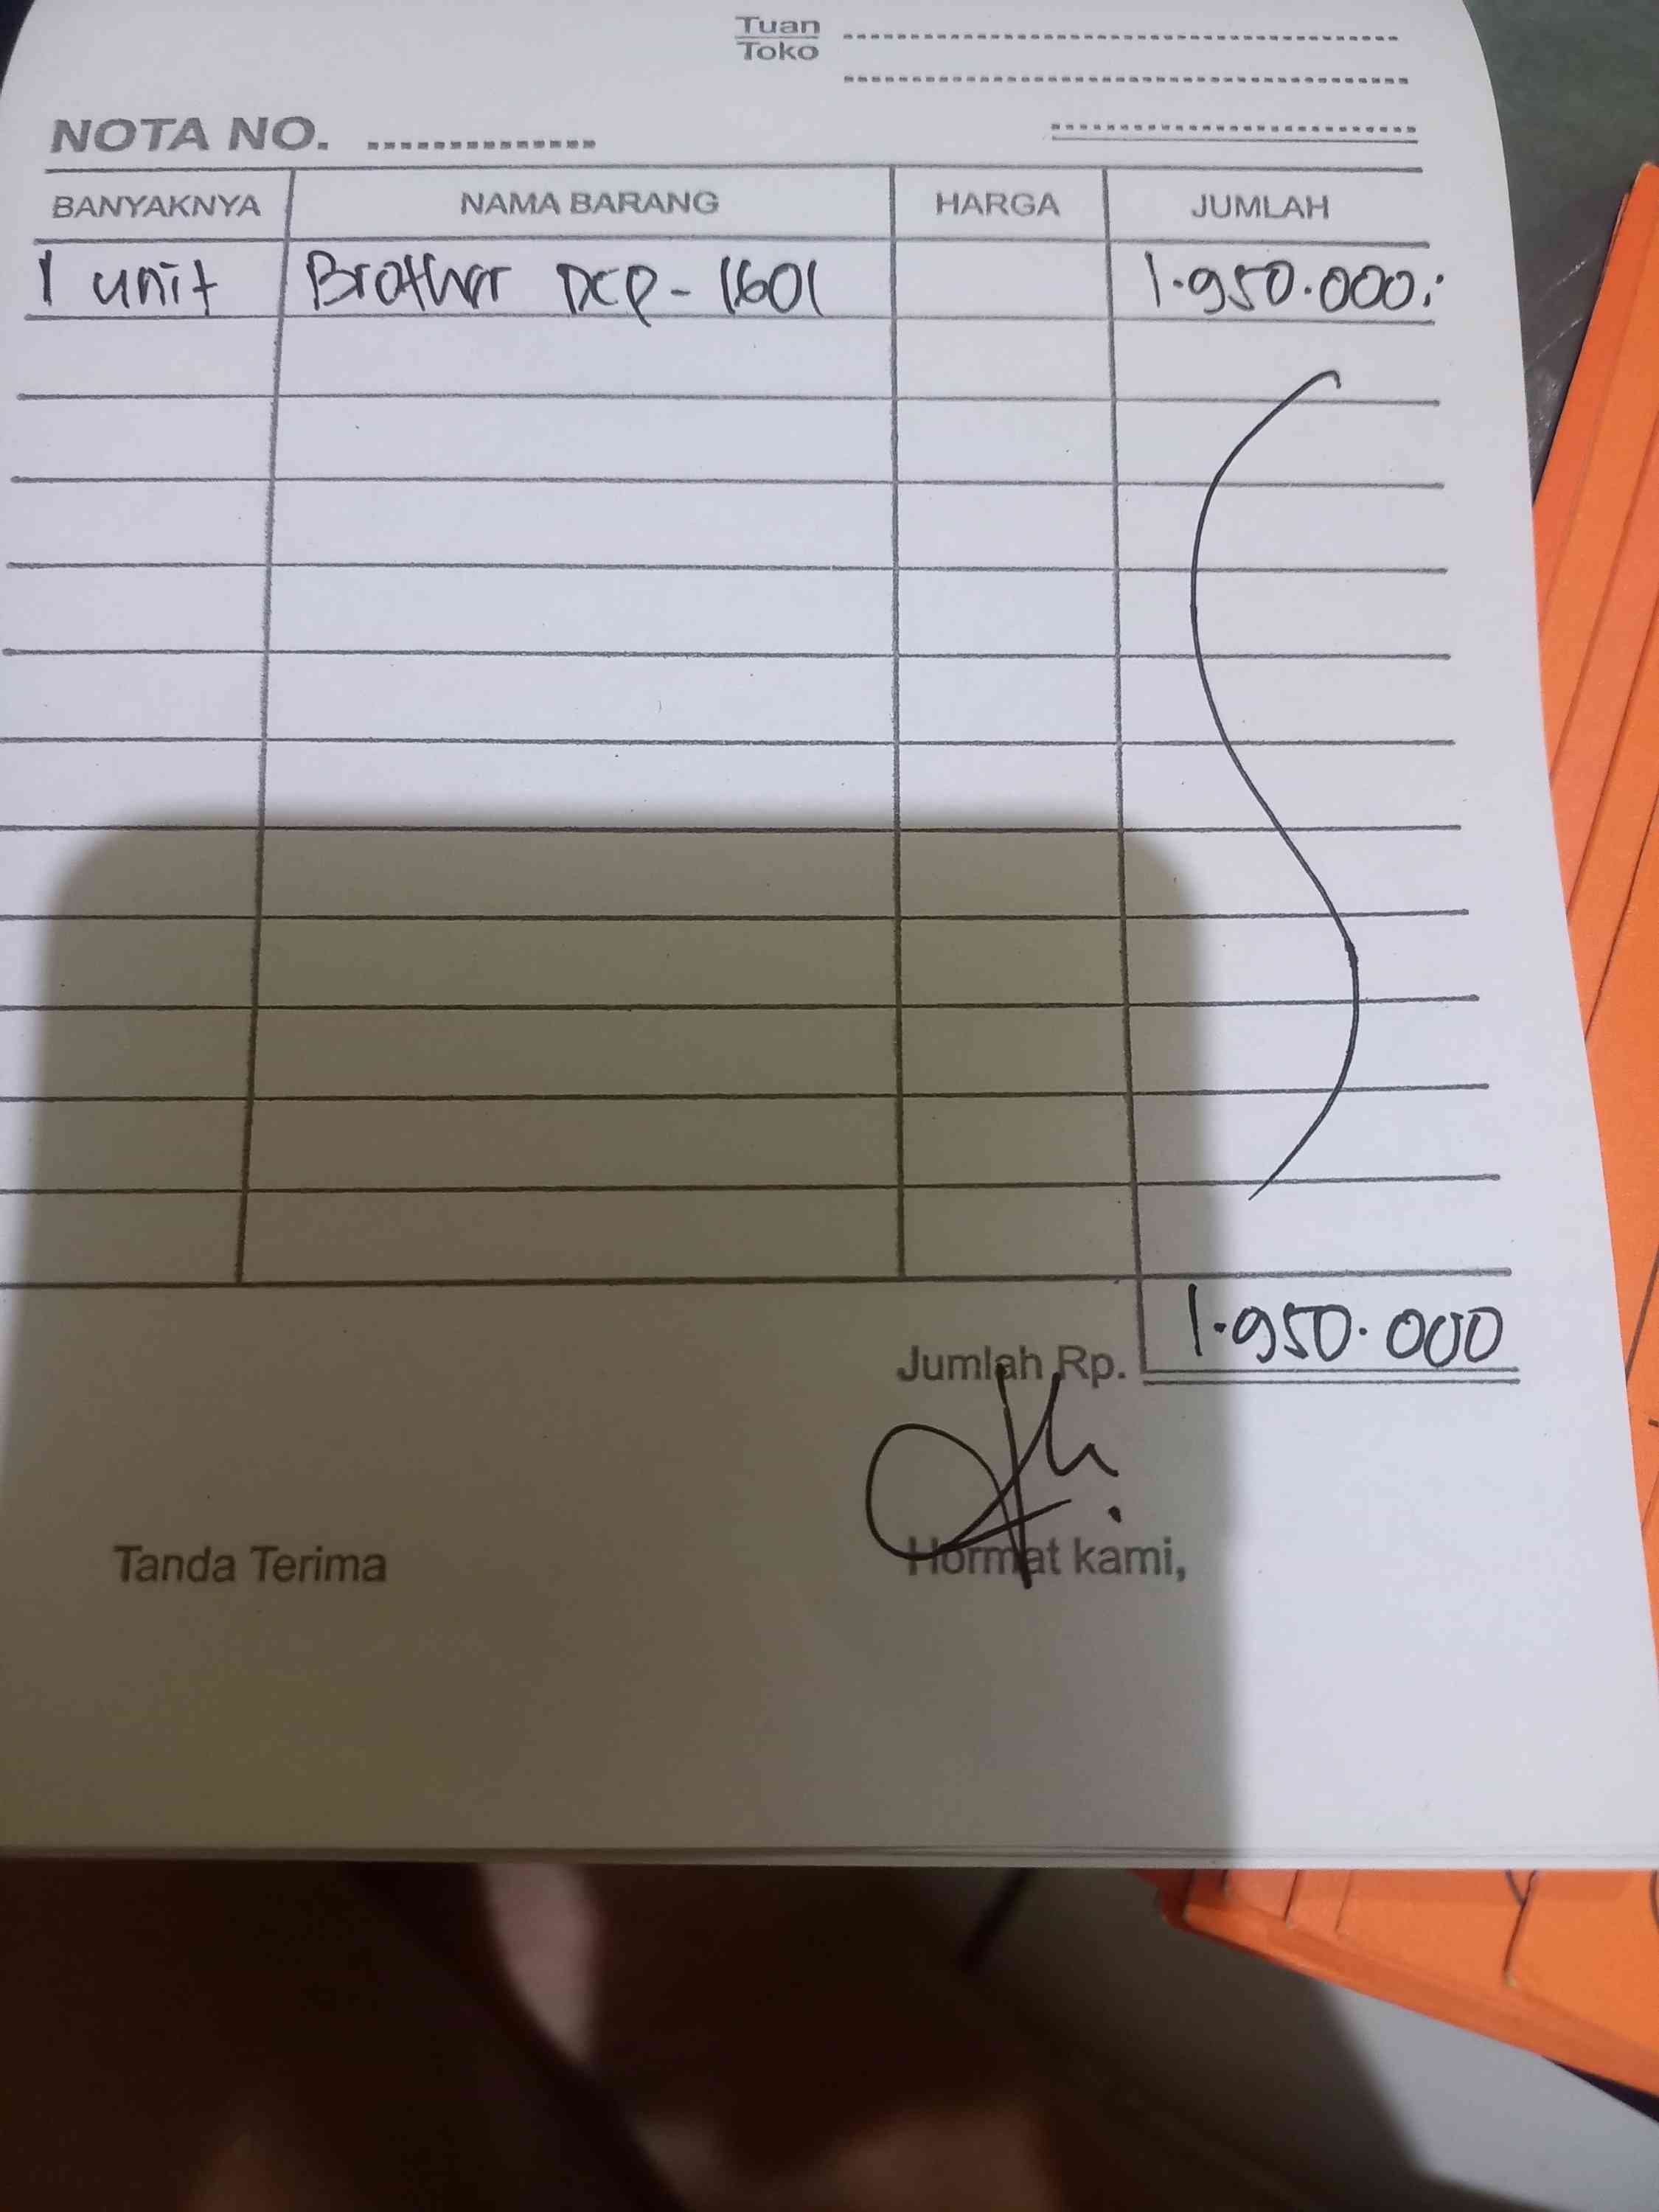 Tuan
Toko
NOTA NO.
BANYAKNYA NAMA BARANG HARGA JUMLAH
1 unit Brother DCP-1601 1.950.000
Jumlah Rp. 1.950.000
Tanda Terima Hormat kami,